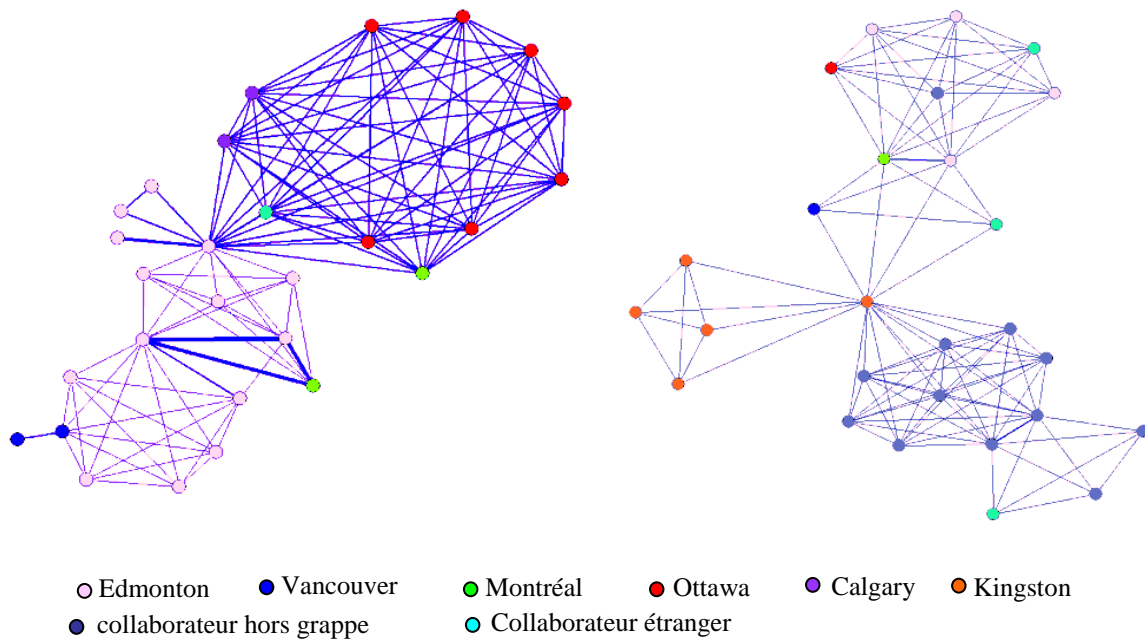 Edmonton Vancouver Montréal Ottawa Calgary Kingston
collaborateur hors grappe Collaborateur étranger